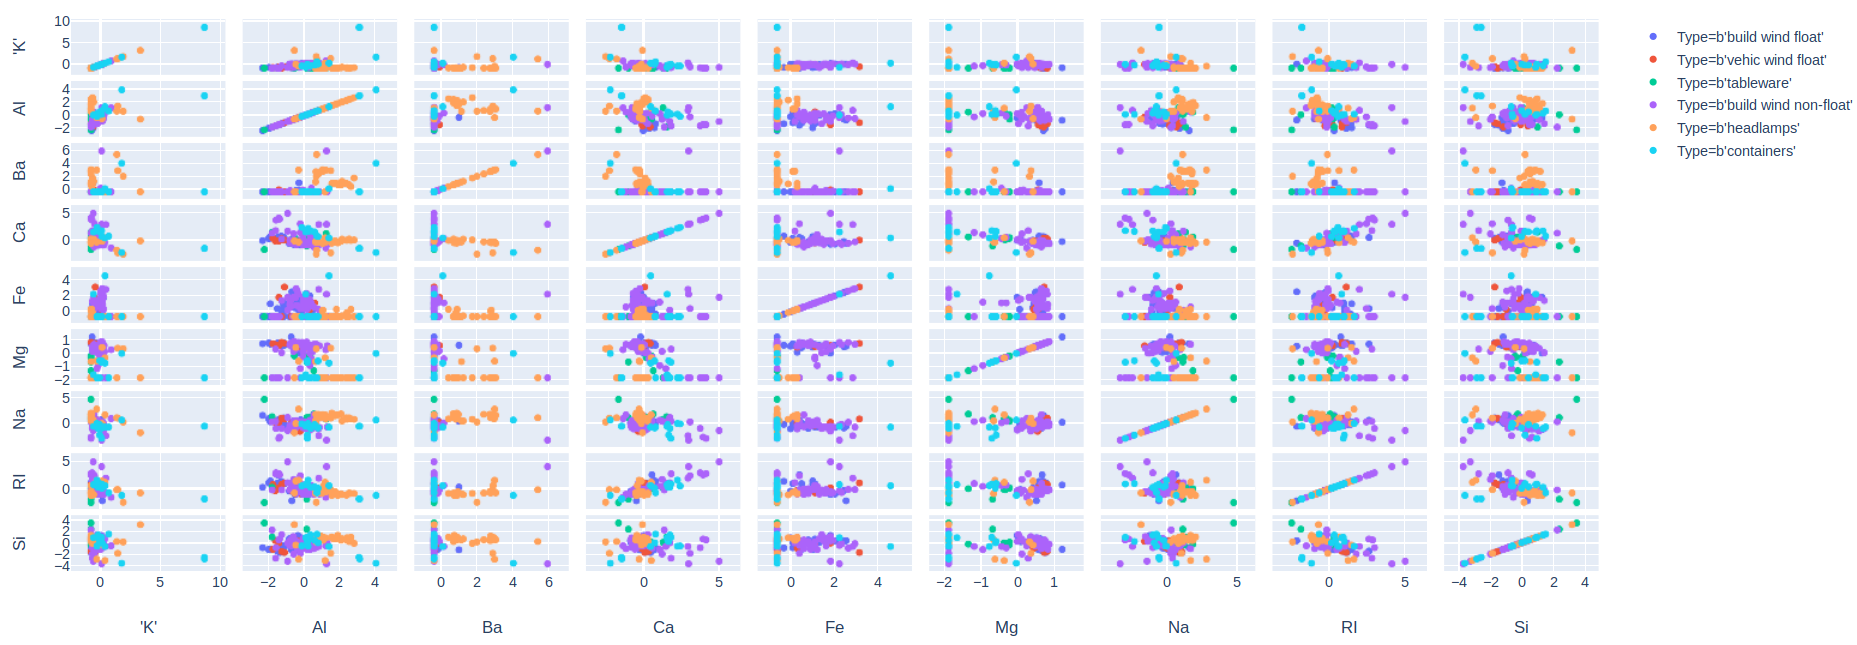 10
5
0
'K'
4
2
0
−2
Al
6
4
2
0
Ba
5
0
Ca
4
2
0
Fe
1
0
−1
−2
Mg
5
0
Na
5
0
RI
4
2
0
−2
−4
Si
0 5 10
−2 0 2 4
0 2 4 6
0 5
0 2 4
−2 −1 0 1
0 5
0 5
−4 −2 0 2 4
'K' Al Ba Ca Fe Mg Na RI Si
Type=b'build wind float'
Type=b'vehic wind float'
Type=b'tableware'
Type=b'build wind non-float'
Type=b'headlamps'
Type=b'containers'